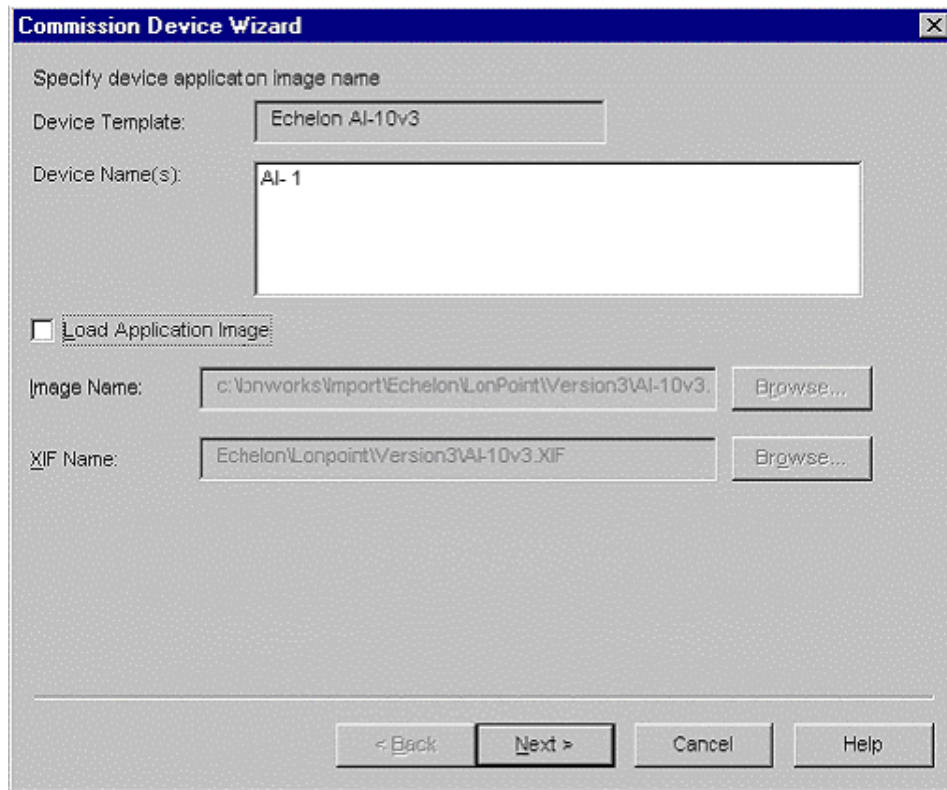 Commission Device Wizard
Specify device applicaton image name
Device Template: Echelon AI-10v3
Device Name(s): AI- 1
Load Application Image
Image Name: c:\lonworks\Import\Echelon\LonPoint\Version3\AI-10v3. Browse...
XIF Name: Echelon\Lonpoint\Version3\AI-10v3.XIF Browse...
< Back Next > Cancel Help